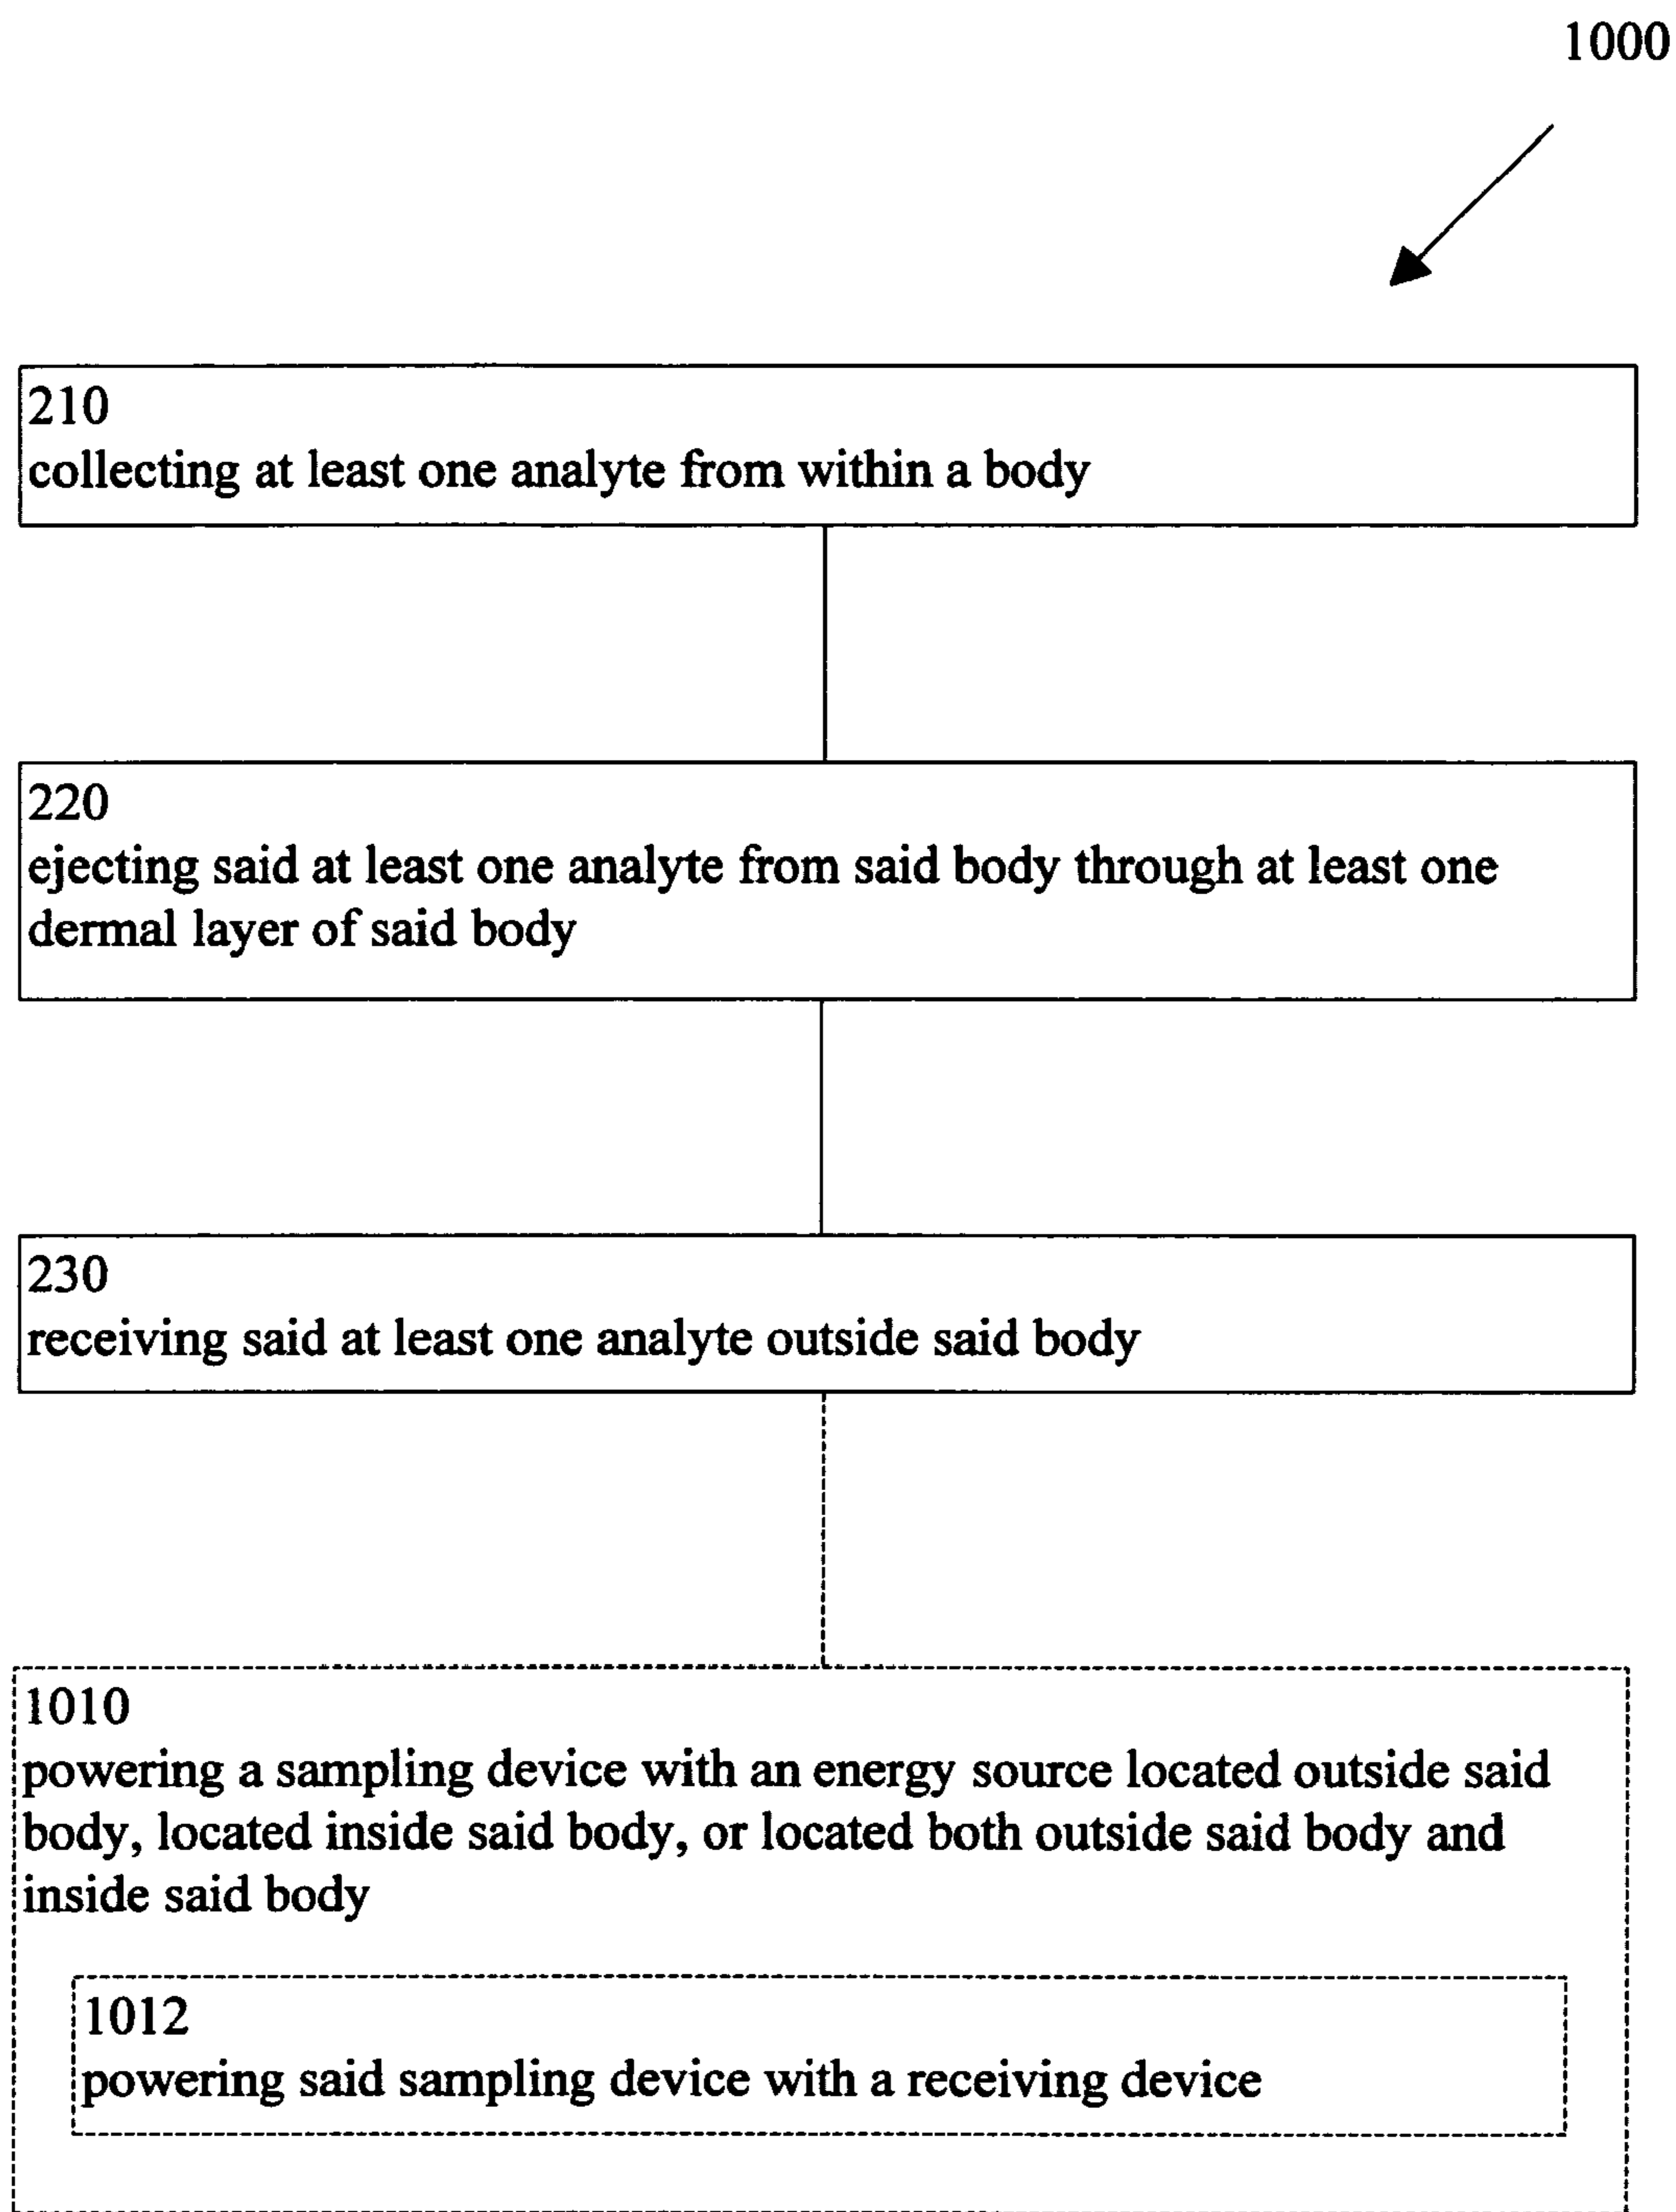 1000
210
collecting at least one analyte from within a body
220
ejecting said at least one analyte from said body through at least one
dermal layer of said body
230
receiving said at least one analyte outside said body
1010
powering a sampling device with an energy source located outside said
body, located inside said body, or located both outside said body and
inside said body
1012
powering said sampling device with a receiving device